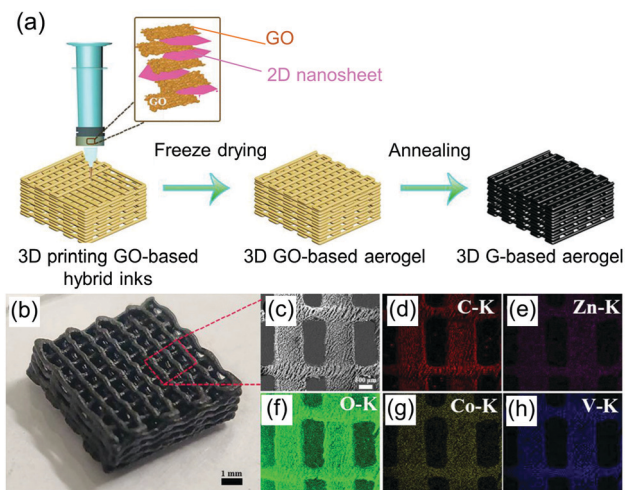 (a)
GO
2D nanosheet
GO
Freeze drying
Annealing
3D printing GO-based
hybrid inks
3D GO-based aerogel
3D G-based aerogel
(b)
1 mm
(c)
(d)
C-K
(e)
Zn-K
(f)
O-K
(g)
Co-K
(h)
V-K